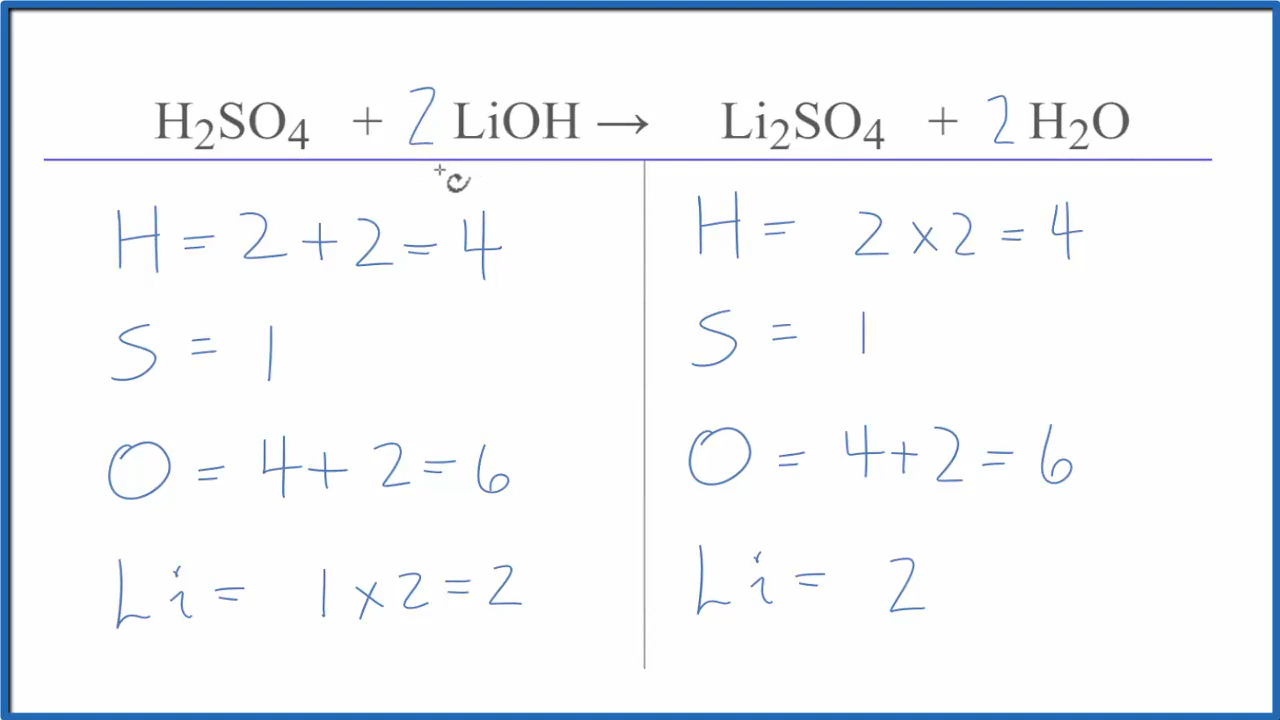 H₂SO₄ + 2 LiOH → Li₂SO₄ + 2 H₂O
H = 2 + 2 = 4
H = 2 x 2 = 4
S = 1
S = 1
O = 4 + 2 = 6
O = 4 + 2 = 6
Li = 1 x 2 = 2
Li = 2